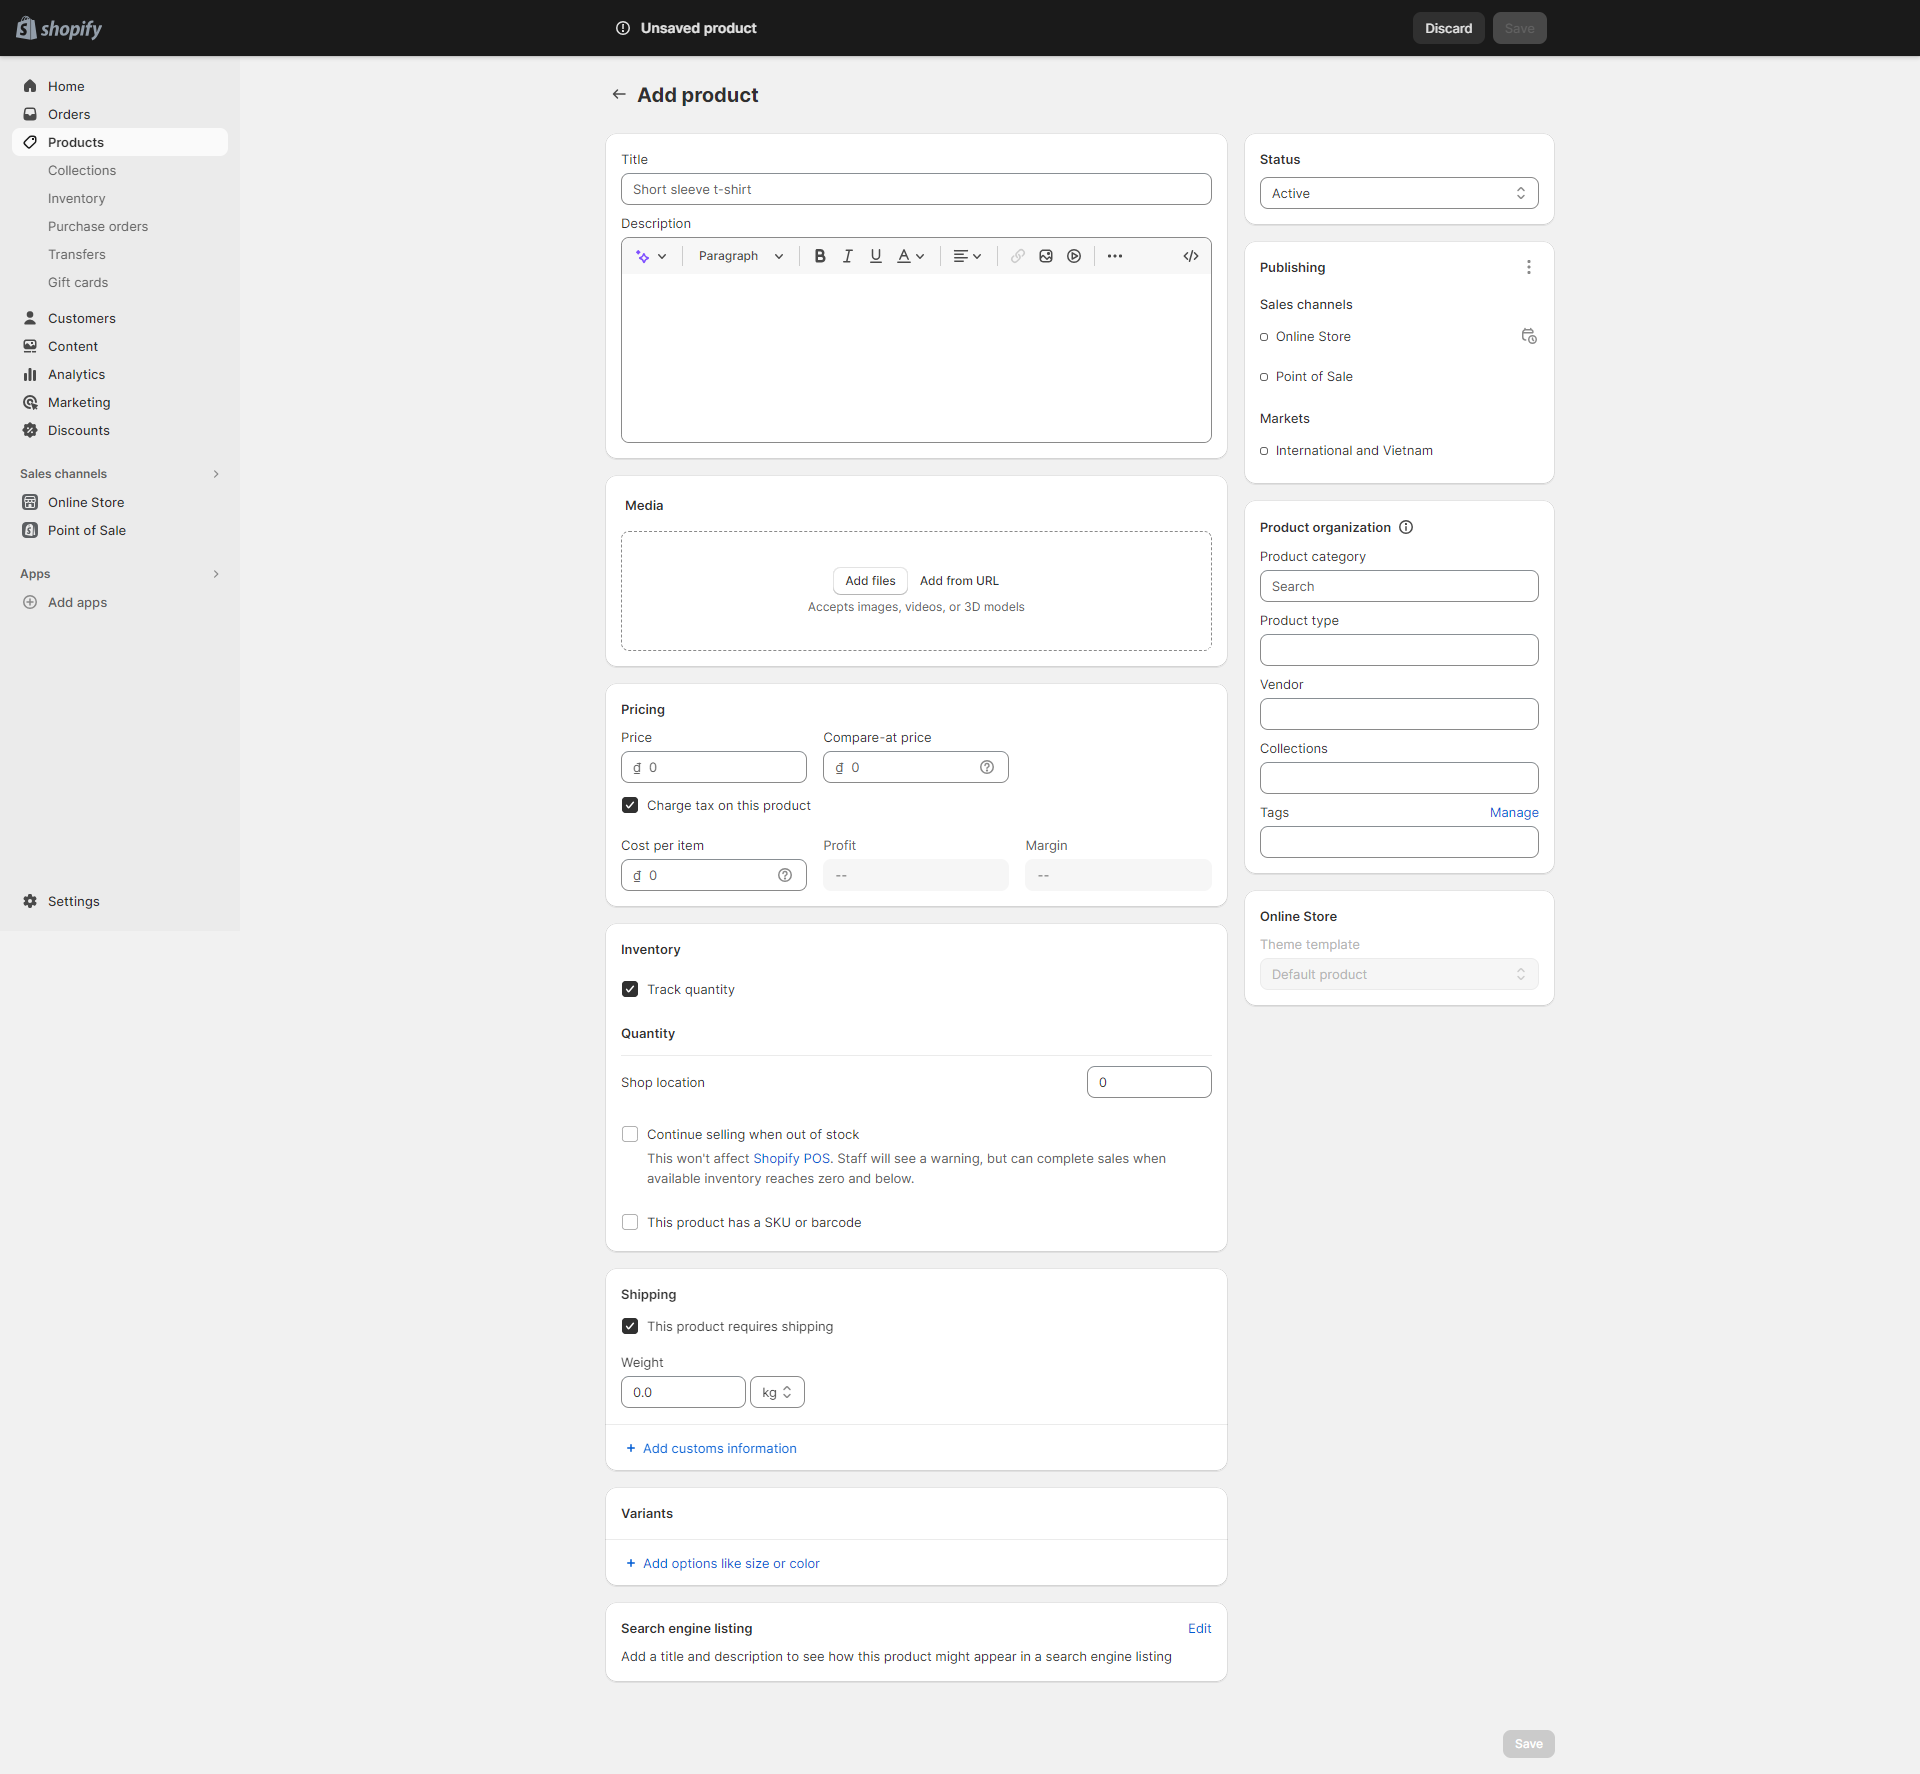 shopify
Unsaved product
Discard
Save
Home
Orders
Products
Collections
Inventory
Purchase orders
Transfers
Gift cards
Customers
Content
Analytics
Marketing
Discounts
Sales channels
Online Store
Point of Sale
Apps
Add apps
Settings
Add product
Title
Short sleeve t-shirt
Description
Paragraph
B I U A
Media
Add files Add from URL
Accepts images, videos, or 3D models
Pricing
Price Compare-at price
₫ 0 ₫ 0
Charge tax on this product
Cost per item Profit Margin
₫ 0 -- --
Inventory
Track quantity
Quantity
Shop location 0
Continue selling when out of stock
This won't affect Shopify POS. Staff will see a warning, but can complete sales when
available inventory reaches zero and below.
This product has a SKU or barcode
Shipping
This product requires shipping
Weight
0.0 kg
+ Add customs information
Variants
+ Add options like size or color
Search engine listing Edit
Add a title and description to see how this product might appear in a search engine listing
Status
Active
Publishing
Sales channels
Online Store
Point of Sale
Markets
International and Vietnam
Product organization
Product category
Search
Product type
Vendor
Collections
Tags Manage
Online Store
Theme template
Default product
Save